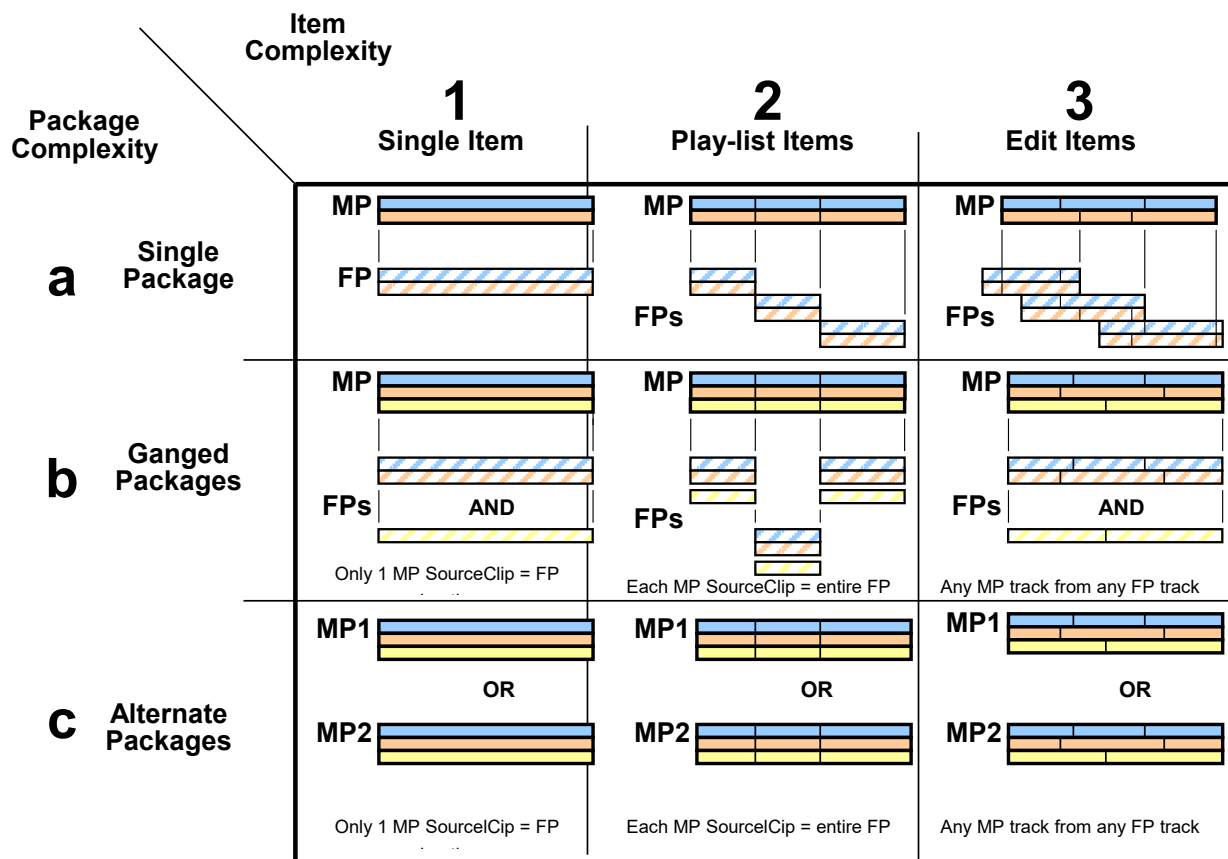 Item
Complexity
Package
Complexity
1
Single Item
2
Play-list Items
3
Edit Items
a
Single
Package
MP
FP
MP
FPs
MP
FPs
b
Ganged
Packages
MP
FPs
AND
Only 1 MP SourceClip = FP
MP
FPs
Each MP SourceClip = entire FP
MP
FPs
AND
Any MP track from any FP track
c
Alternate
Packages
MP1
OR
MP2
Only 1 MP SourcelCip = FP
MP1
OR
MP2
Each MP SourcelCip = entire FP
MP1
OR
MP2
Any MP track from any FP track